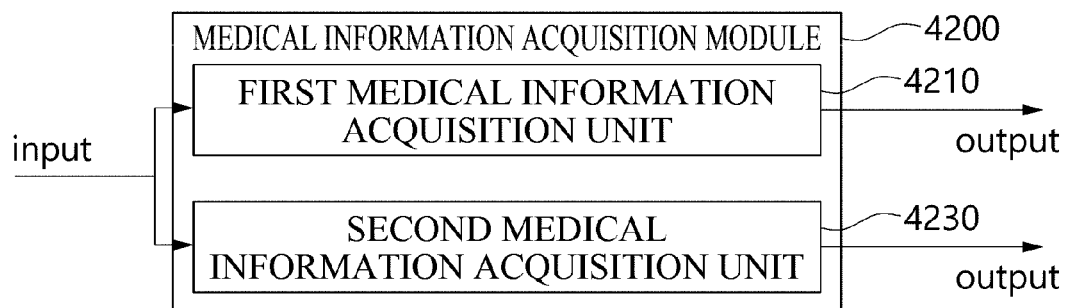 MEDICAL INFORMATION ACQUISITION MODULE
4200
FIRST MEDICAL INFORMATION
ACQUISITION UNIT
4210
output
input
SECOND MEDICAL
INFORMATION ACQUISITION UNIT
4230
output